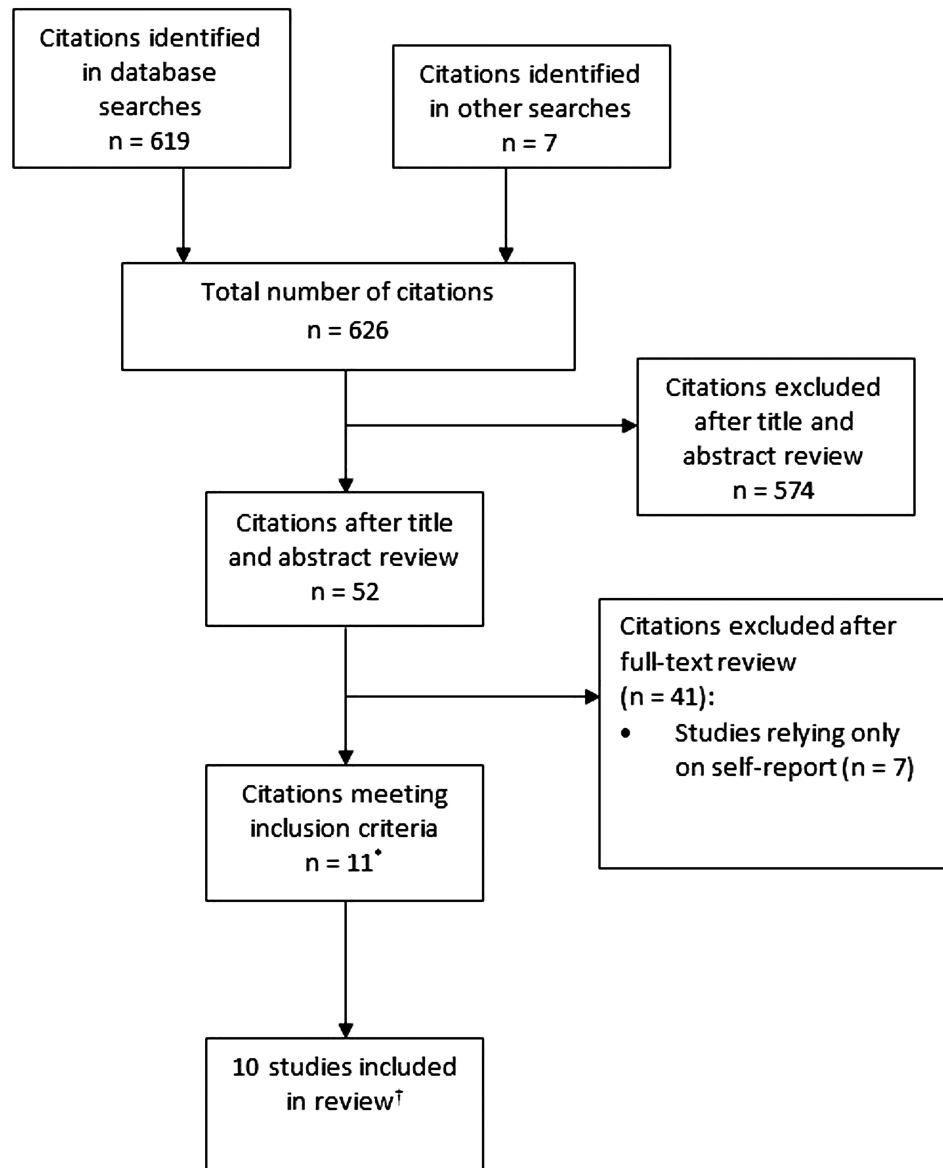 Citations identified
in database
searches
n = 619
Citations identified
in other searches
n = 7
Total number of citations
n = 626
Citations excluded
after title and
abstract review
n = 574
Citations after title
and abstract review
n = 52
Citations excluded after
full-text review
(n = 41):
• Studies relying only
on self-report (n = 7)
Citations meeting
inclusion criteria
n = 11*
10 studies included
in review†